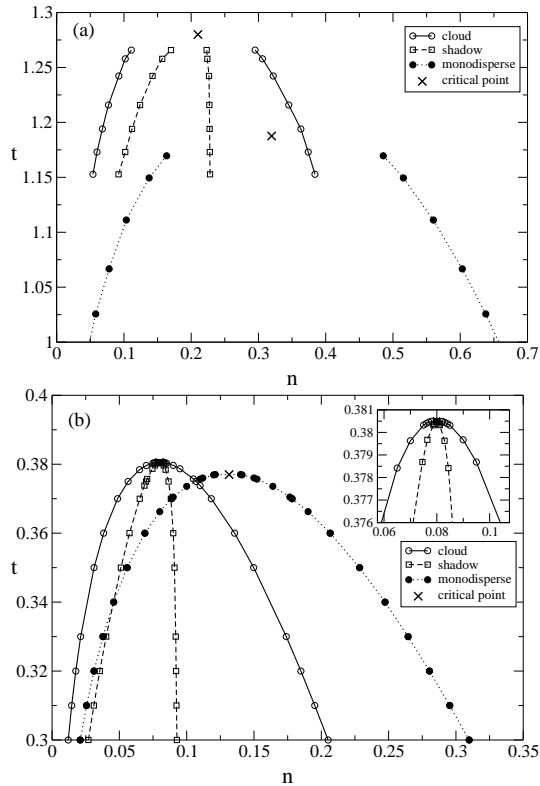 (a)
cloud
shadow
monodisperse
critical point
1.3
1.25
1.2
1.15
1.1
1.05
1
t
0 0.1 0.2 0.3 0.4 0.5 0.6 0.7
n
(b)
0.4
0.38
0.36
0.34
0.32
0.3
t
0.381
0.380
0.379
0.377
0.376
0.06 0.08 0.1
cloud
shadow
monodisperse
critical point
0 0.05 0.1 0.15 0.2 0.25 0.3 0.35
n